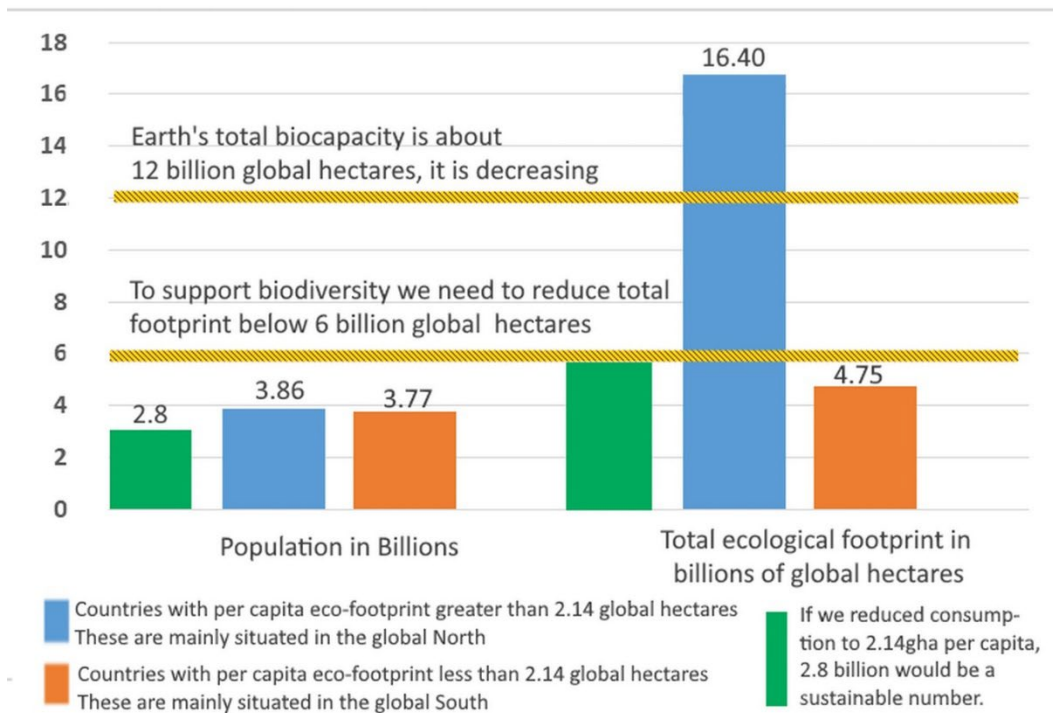 18
16
14
12
10
8
6
4
2
0
16.40
Earth's total biocapacity is about
12 billion global hectares, it is decreasing
To support biodiversity we need to reduce total
footprint below 6 billion global hectares
2.8
3.86
3.77
4.75
Population in Billions
Total ecological footprint in
billions of global hectares
Countries with per capita eco-footprint greater than 2.14 global hectares
These are mainly situated in the global North
Countries with per capita eco-footprint less than 2.14 global hectares
These are mainly situated in the global South
If we reduced consump-
tion to 2.14gha per capita,
2.8 billion would be a
sustainable number.